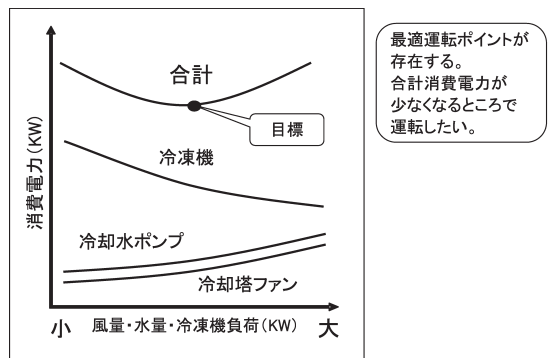 合計
目標
冷凍機
冷却水ポンプ
冷却塔ファン
消費電力(KW)
小 風量・水量・冷凍機負荷(KW) 大
最適運転ポイントが
存在する。
合計消費電力が
少なくなるところで
運転したい。